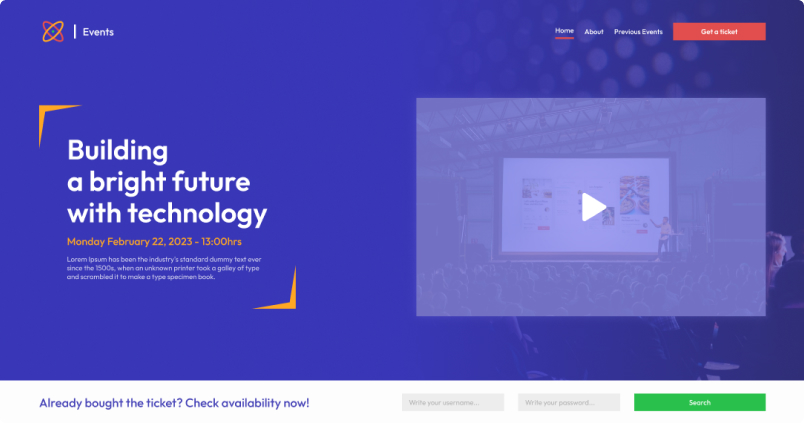 Events
Home
About
Previous Events
Get a ticket
Building
a bright future
with technology
Monday February 22, 2023 - 13:00hrs
Lorem Ipsum has been the industry's standard dummy text ever
since the 1500s, when an unknown printer took a galley of type
and scrambled it to make a type specimen book.
Already bought the ticket? Check availability now!
Write your username...
Write your password...
Search